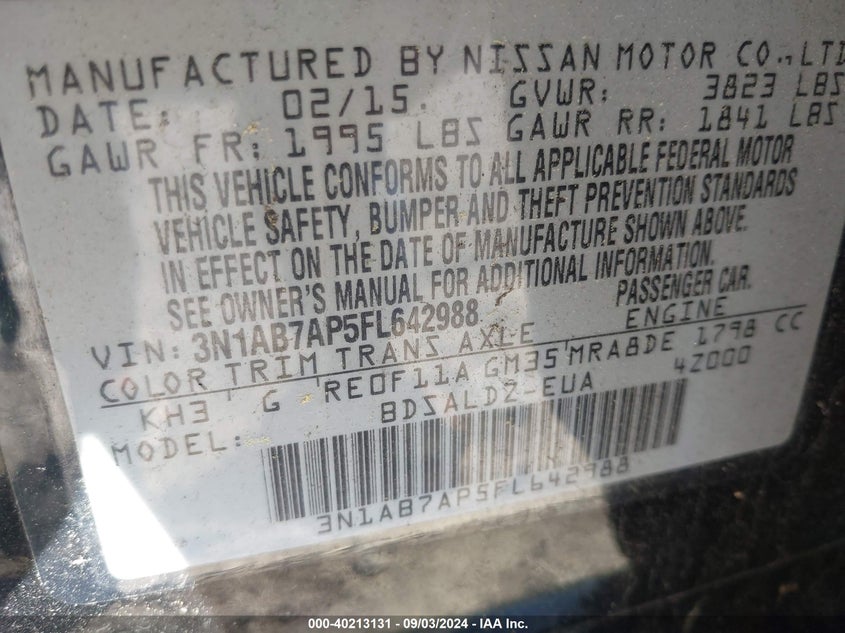 MANUFACTURED BY NISSAN MOTOR CO., LTD
DATE: 02/15. GVWR: 3823 LBS
GAWR FR: 1995 LBS GAWR RR: 1841 LBS
THIS VEHICLE CONFORMS TO ALL APPLICABLE FEDERAL MOTOR
VEHICLE SAFETY, BUMPER AND THEFT PREVENTION STANDARDS
IN EFFECT ON THE DATE OF MANUFACTURE SHOWN ABOVE.
SEE OWNER'S MANUAL FOR ADDITIONAL INFORMATION.
PASSENGER CAR.
VIN: 3N1AB7AP5FL642988
COLOR TRIM TRANS AXLE ENGINE
KH3 G RE0F11A GM35 MRA8DE 1798 CC
MODEL: BDSALDZ-EUA 4Z000
3N1AB7AP5FL642988
000-40213131 - 09/03/2024 - IAA Inc.